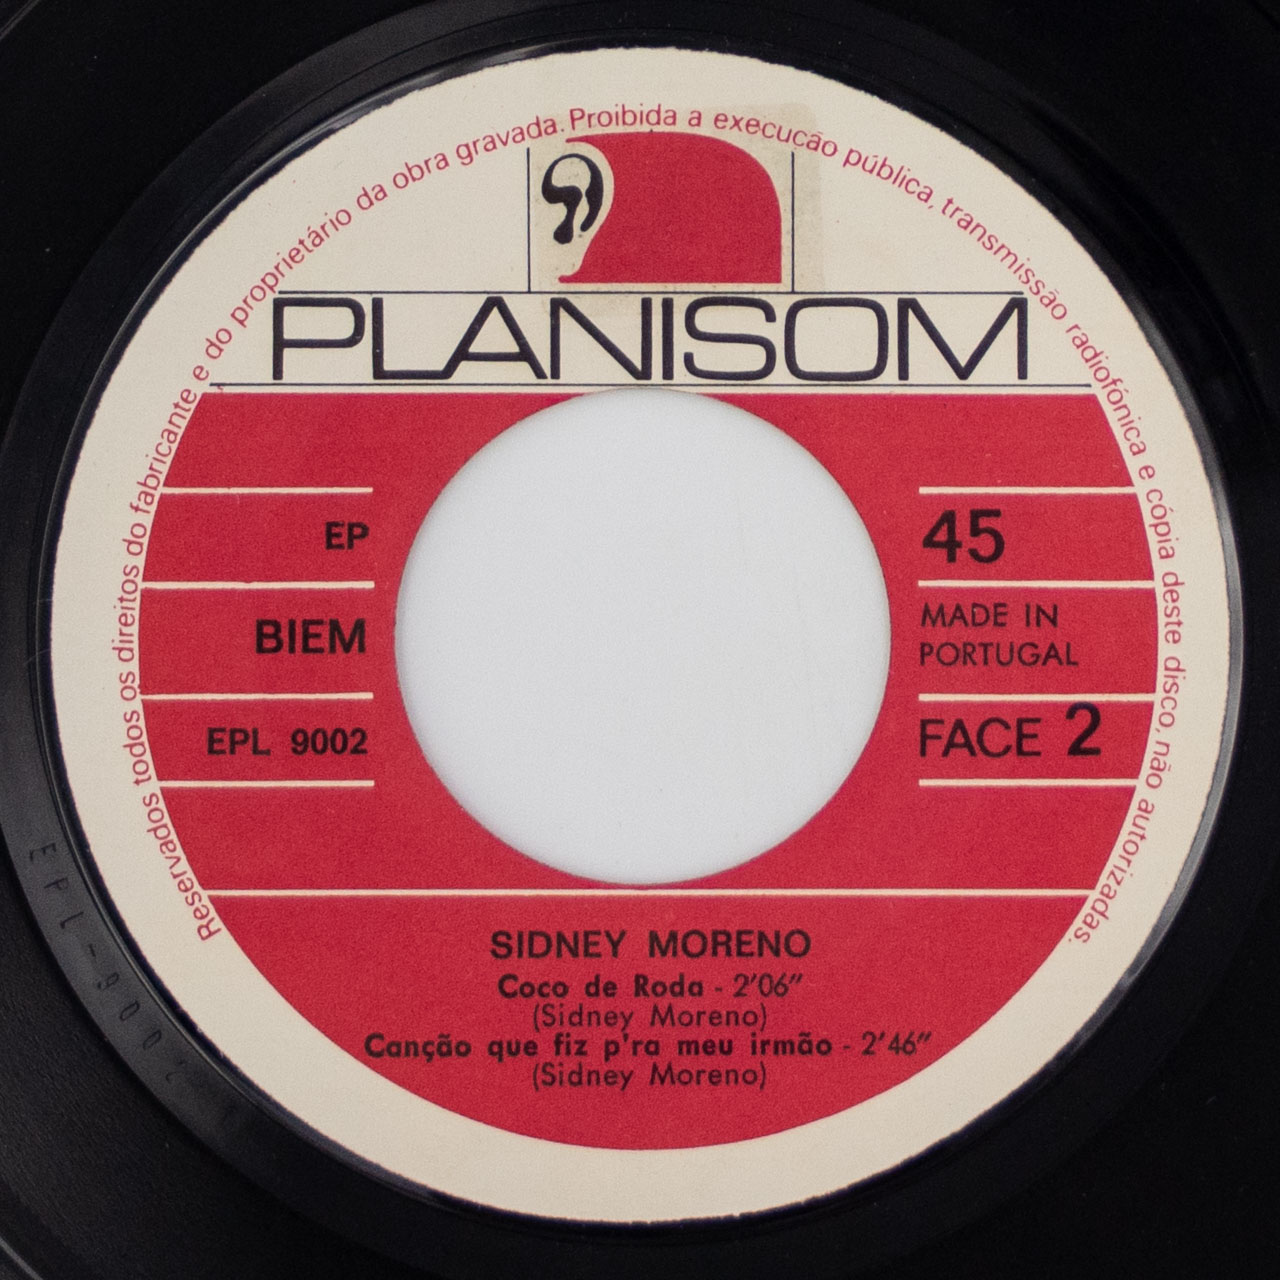 Reservados todos os direitos do fabricante e do proprietário da obra gravada. Proibida a execução pública, transmissão radiofónica e cópia deste disco, não autorizadas.
PLANISOM
EP
BIEM
EPL 9002
45
MADE IN
PORTUGAL
FACE 2
SIDNEY MORENO
Coco de Roda - 2'06"
(Sidney Moreno)
Canção que fiz p'ra meu irmão - 2'46"
(Sidney Moreno)
EPL-9002